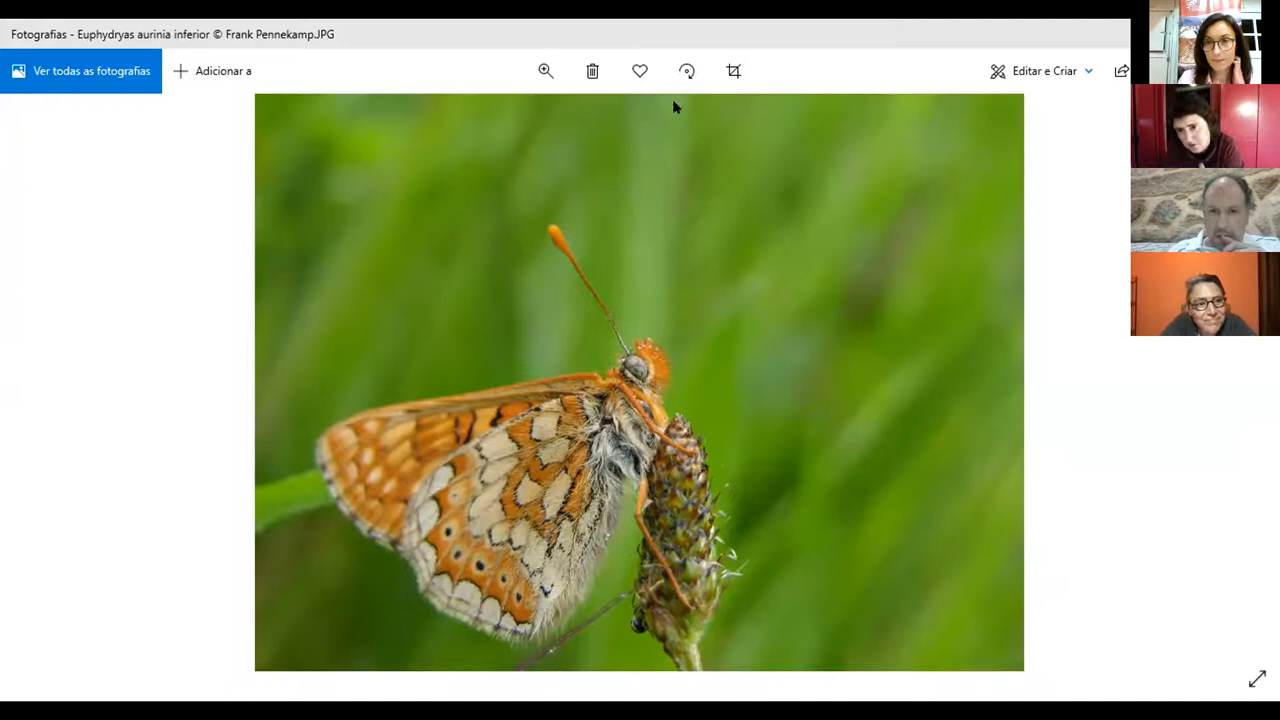 Fotografias - Euphydryas aurinia inferior © Frank Pennekamp.JPG
Ver todas as fotografias
Adicionar a
Editar e Criar